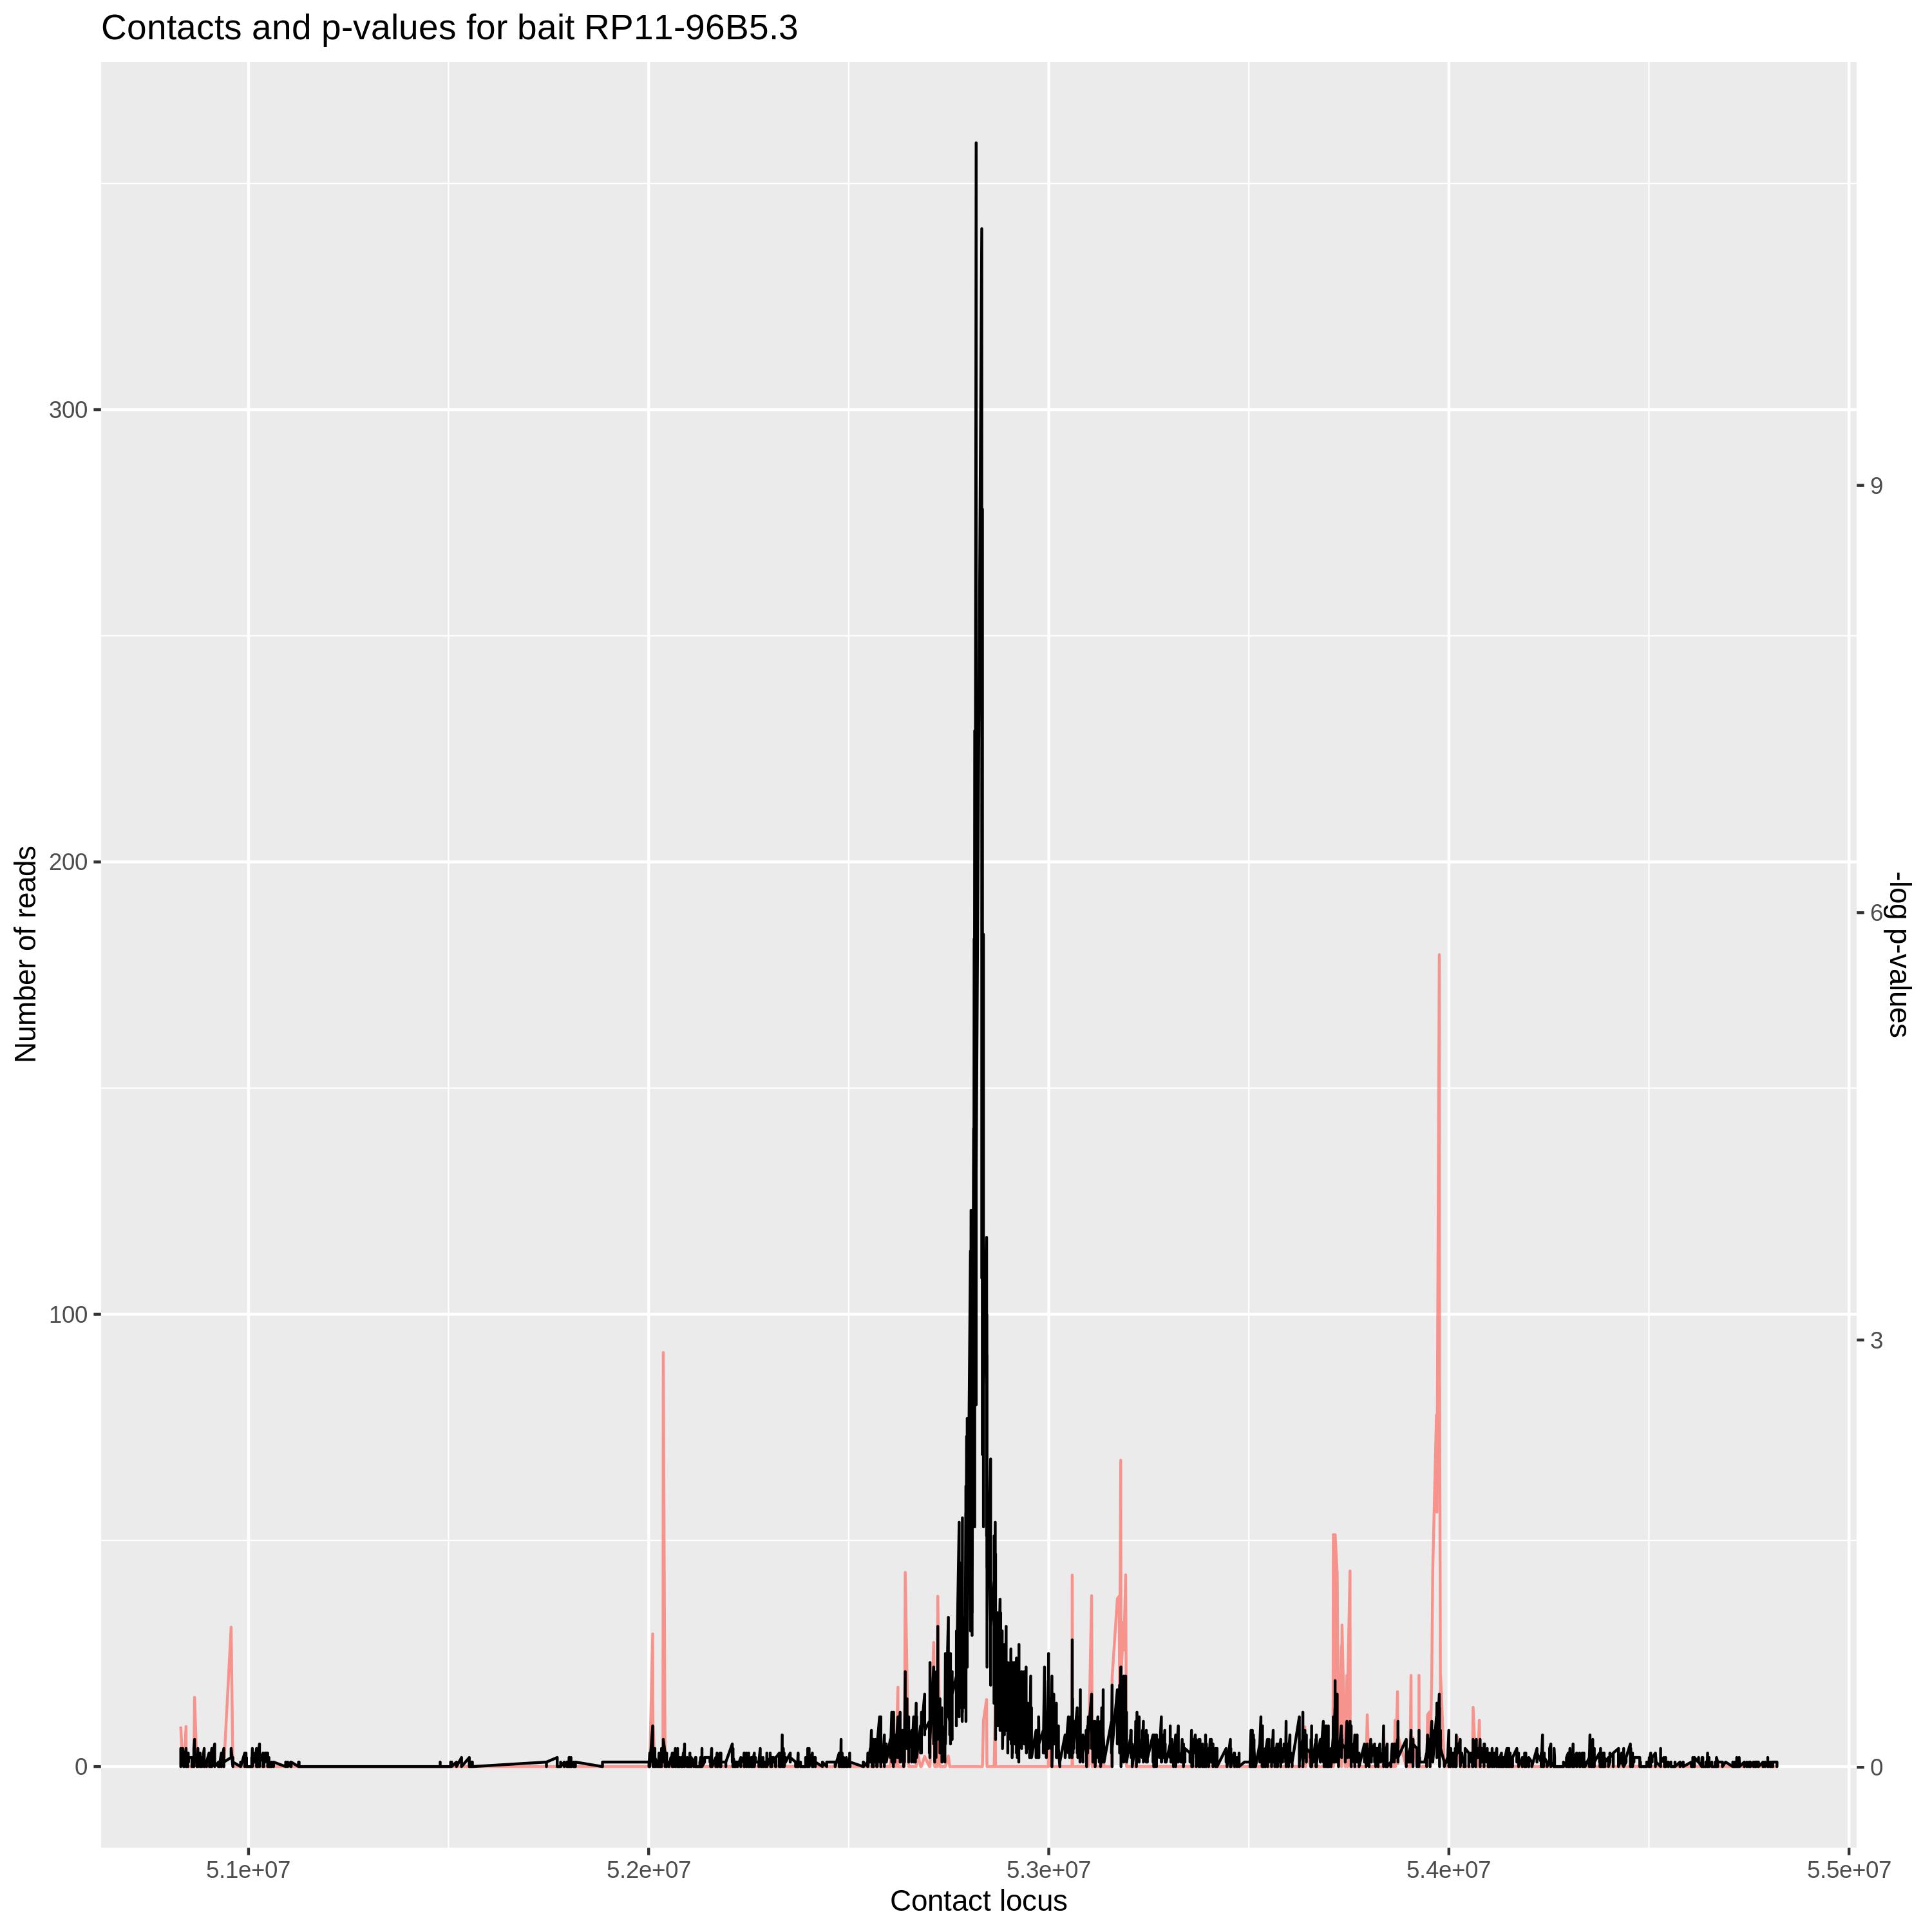 Contacts and p-values for bait RP11-96B5.3
300
200
100
0
9
6
3
0
Number of reads
-log p-values
5.1e+07
5.2e+07
5.3e+07
5.4e+07
5.5e+07
Contact locus